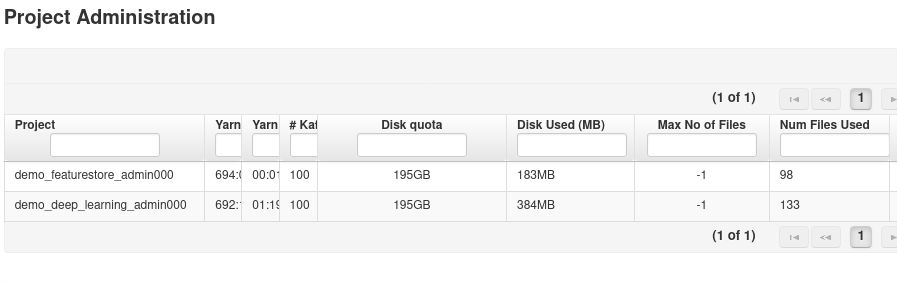 Project Administration
(1 of 1) 1
Project Yarn Yarn # Kaf Disk quota Disk Used (MB) Max No of Files Num Files Used
demo_featurestore_admin000 694:0 00:01 100 195GB 183MB -1 98
demo_deep_learning_admin000 692: 01:19 100 195GB 384MB -1 133
(1 of 1) 1